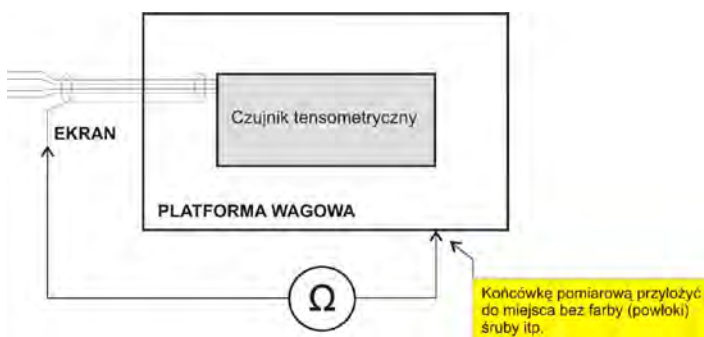 Czujnik tensometryczny
EKRAN
PLATFORMA WAGOWA
Ω
Końcówkę pomiarową przyłożyć
do miejsca bez farby (powłoki)
śruby itp.